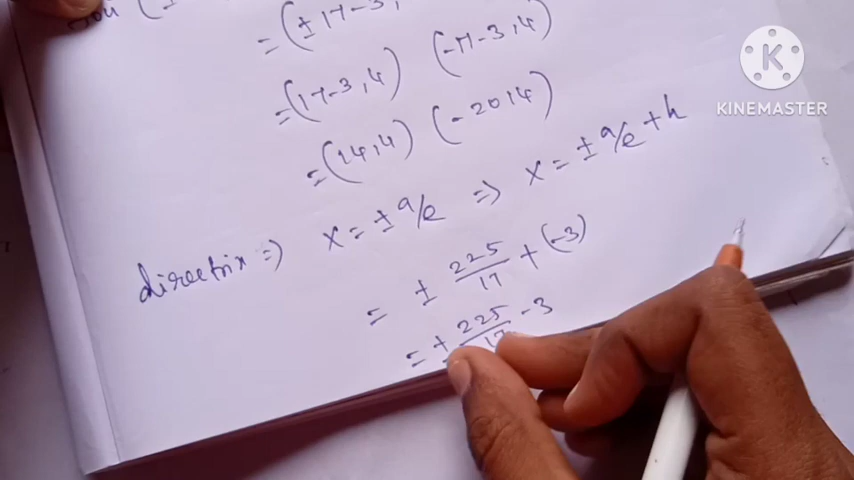 = (±17-3,
= (17-3, 4) (-17-3, 4)
= (14, 4) (-20, 4)
directrix ⇒ x = ± a/e ⇒ x = ± a/e + h
= ± 225/17 + (-3)
= ± 225/17 - 3
K
KINEMASTER